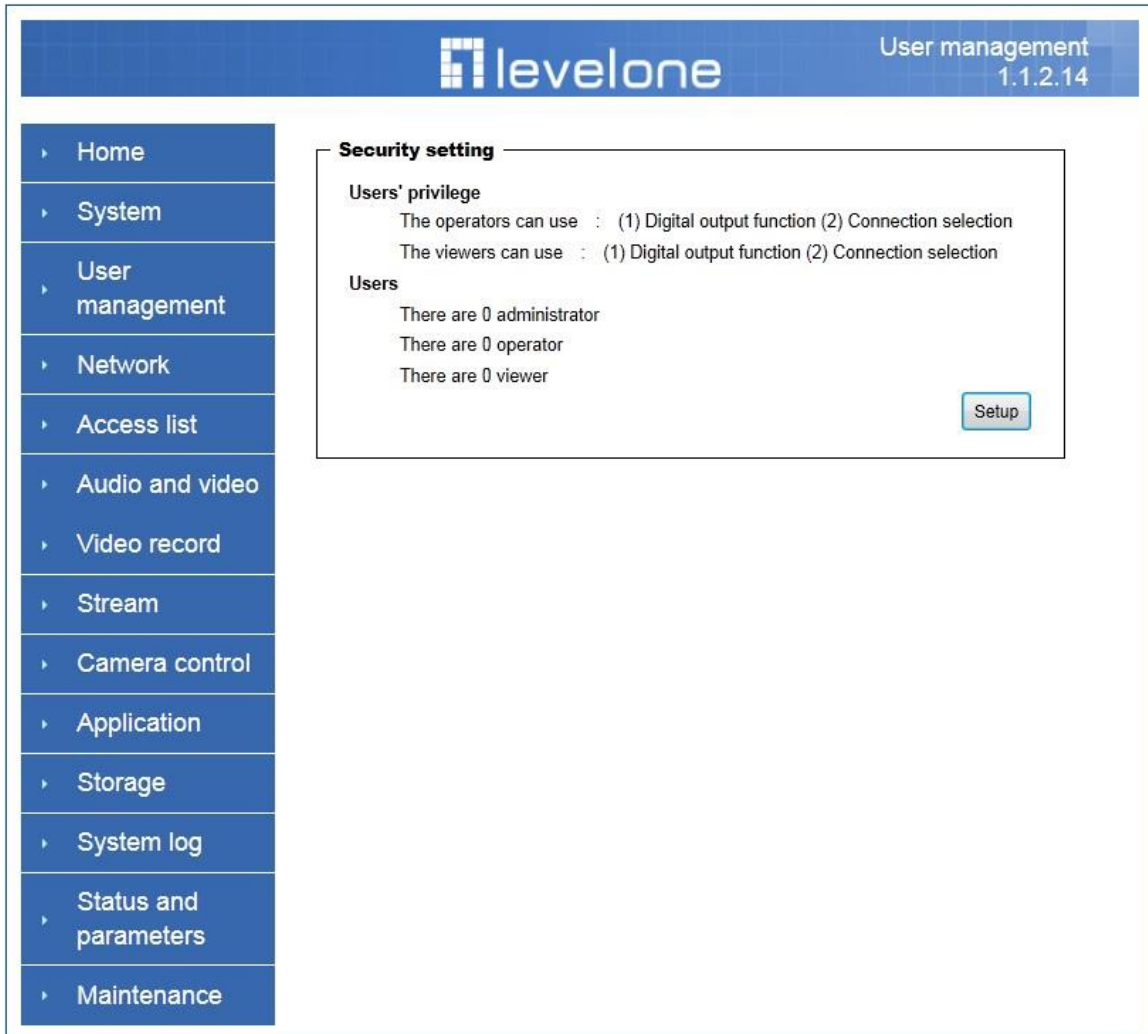 levelone
User management
1.1.2.14
Home
System
User
management
Network
Access list
Audio and video
Video record
Stream
Camera control
Application
Storage
System log
Status and
parameters
Maintenance
Security setting
Users' privilege
The operators can use : (1) Digital output function (2) Connection selection
The viewers can use : (1) Digital output function (2) Connection selection
Users
There are 0 administrator
There are 0 operator
There are 0 viewer
Setup